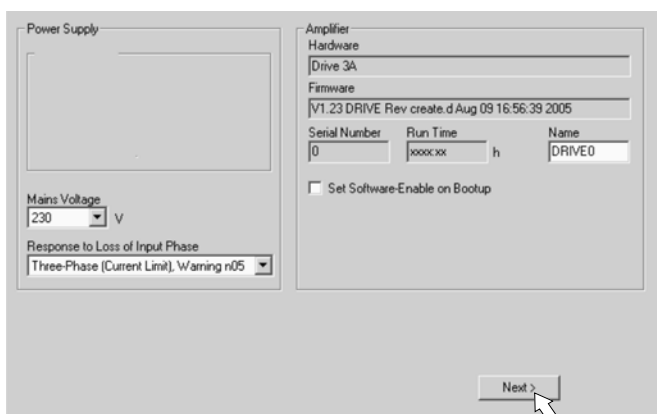 Power Supply
Mains Voltage
230 V
Response to Loss of Input Phase
Three-Phase (Current Limit), Warning n05
Amplifier
Hardware
Drive 3A
Firmware
V1.23 DRIVE Rev create.d Aug 09 16:56:39 2005
Serial Number Run Time Name
0 xxxx:xx h DRIVE0
Set Software-Enable on Bootup
Next >